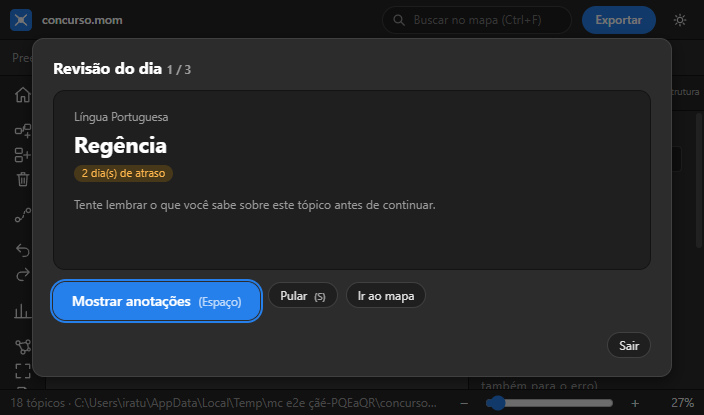 concurso.mom
Buscar no mapa (Ctrl+F)
Exportar
Revisão do dia 1 / 3
trutura
Língua Portuguesa
Regência
2 dia(s) de atraso
Tente lembrar o que você sabe sobre este tópico antes de continuar.
Mostrar anotações (Espaço)
Pular (S)
Ir ao mapa
Sair
também para o erro)
18 tópicos · C:\Users\iratu\AppData\Local\Temp\mc e2e çãé-PQEaQR\concurso...
− + 27%